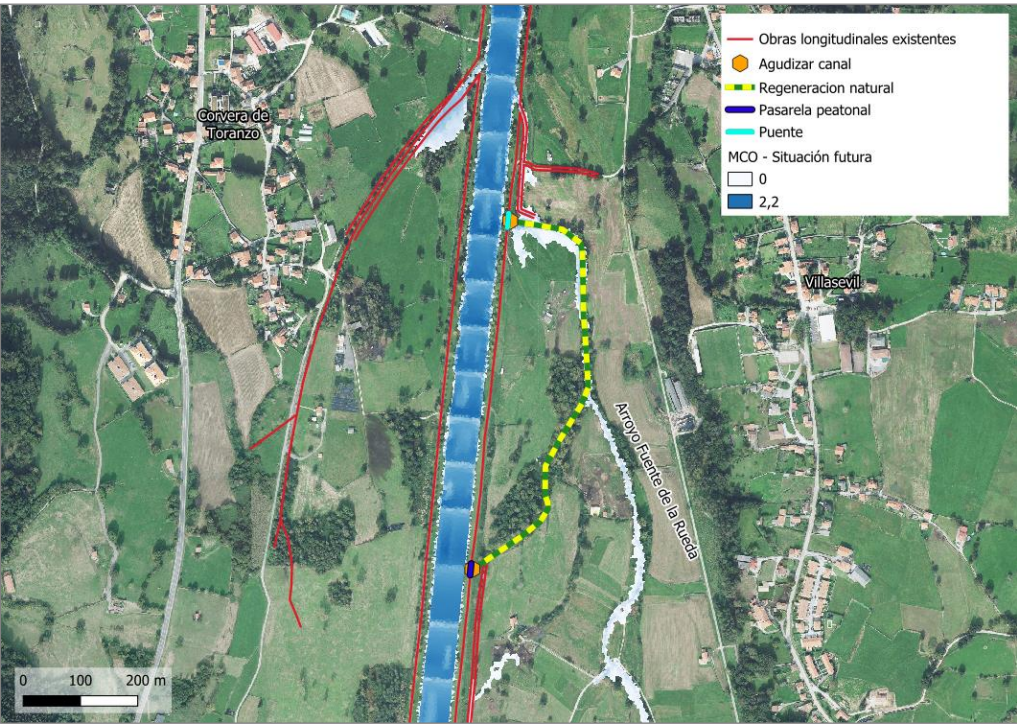 Obras longitudinales existentes
Agudizar canal
Regeneracion natural
Pasarela peatonal
Puente
MCO - Situación futura
0
2,2
Corvera de
Toranzo
Villasevil
Arroyo Fuente de la Rueda
0 100 200 m